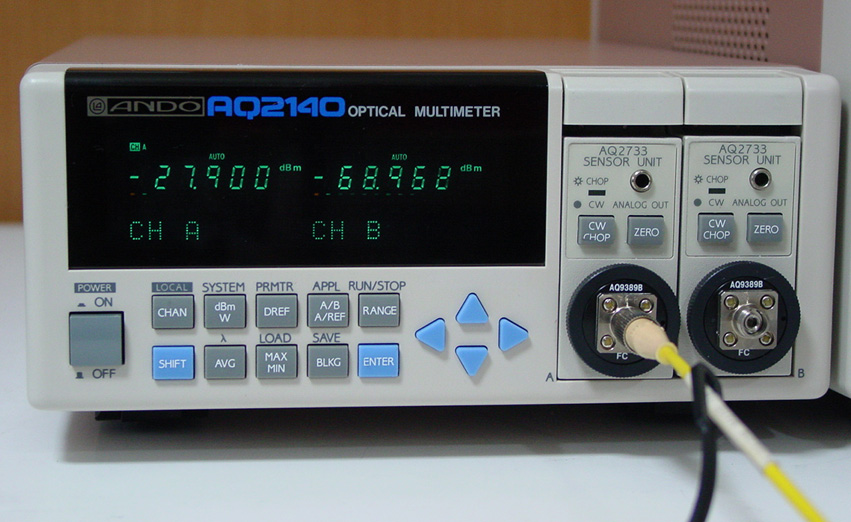 ANDO AQ2140 OPTICAL MULTIMETER
CH A
AUTO AUTO
-27.900 dBm -68.968 dBm
CH A CH B
POWER
ON
OFF
LOCAL SYSTEM PRMTR APPL RUN/STOP
CHAN dBm W DREF A/B A/REF RANGE
λ LOAD SAVE
SHIFT AVG MAX MIN BLKG ENTER
AQ2733
SENSOR UNIT
CHOP
CW ANALOG OUT
CW CHOP ZERO
AQ9389B
FC
A
AQ2733
SENSOR UNIT
CHOP
CW ANALOG OUT
CW CHOP ZERO
AQ9389B
FC
B